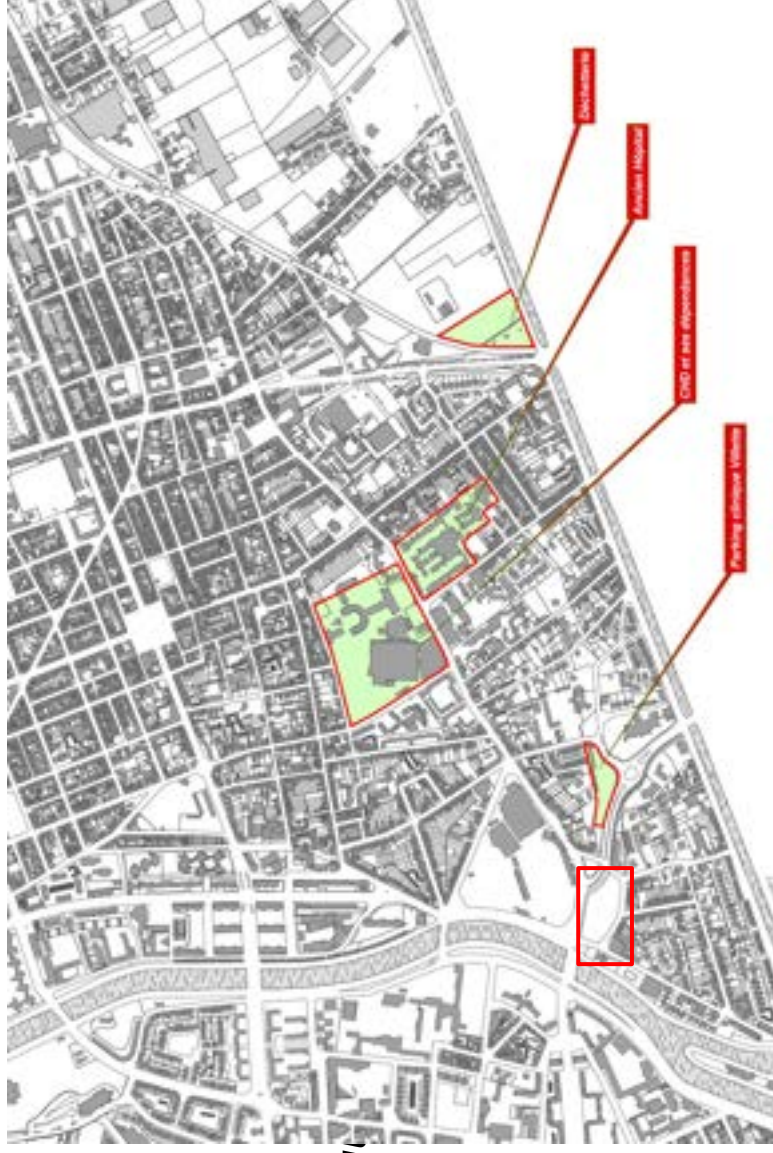 Déchetterie
Ancien Hôpital
CHD et ses dépendances
Parking clinique Villette